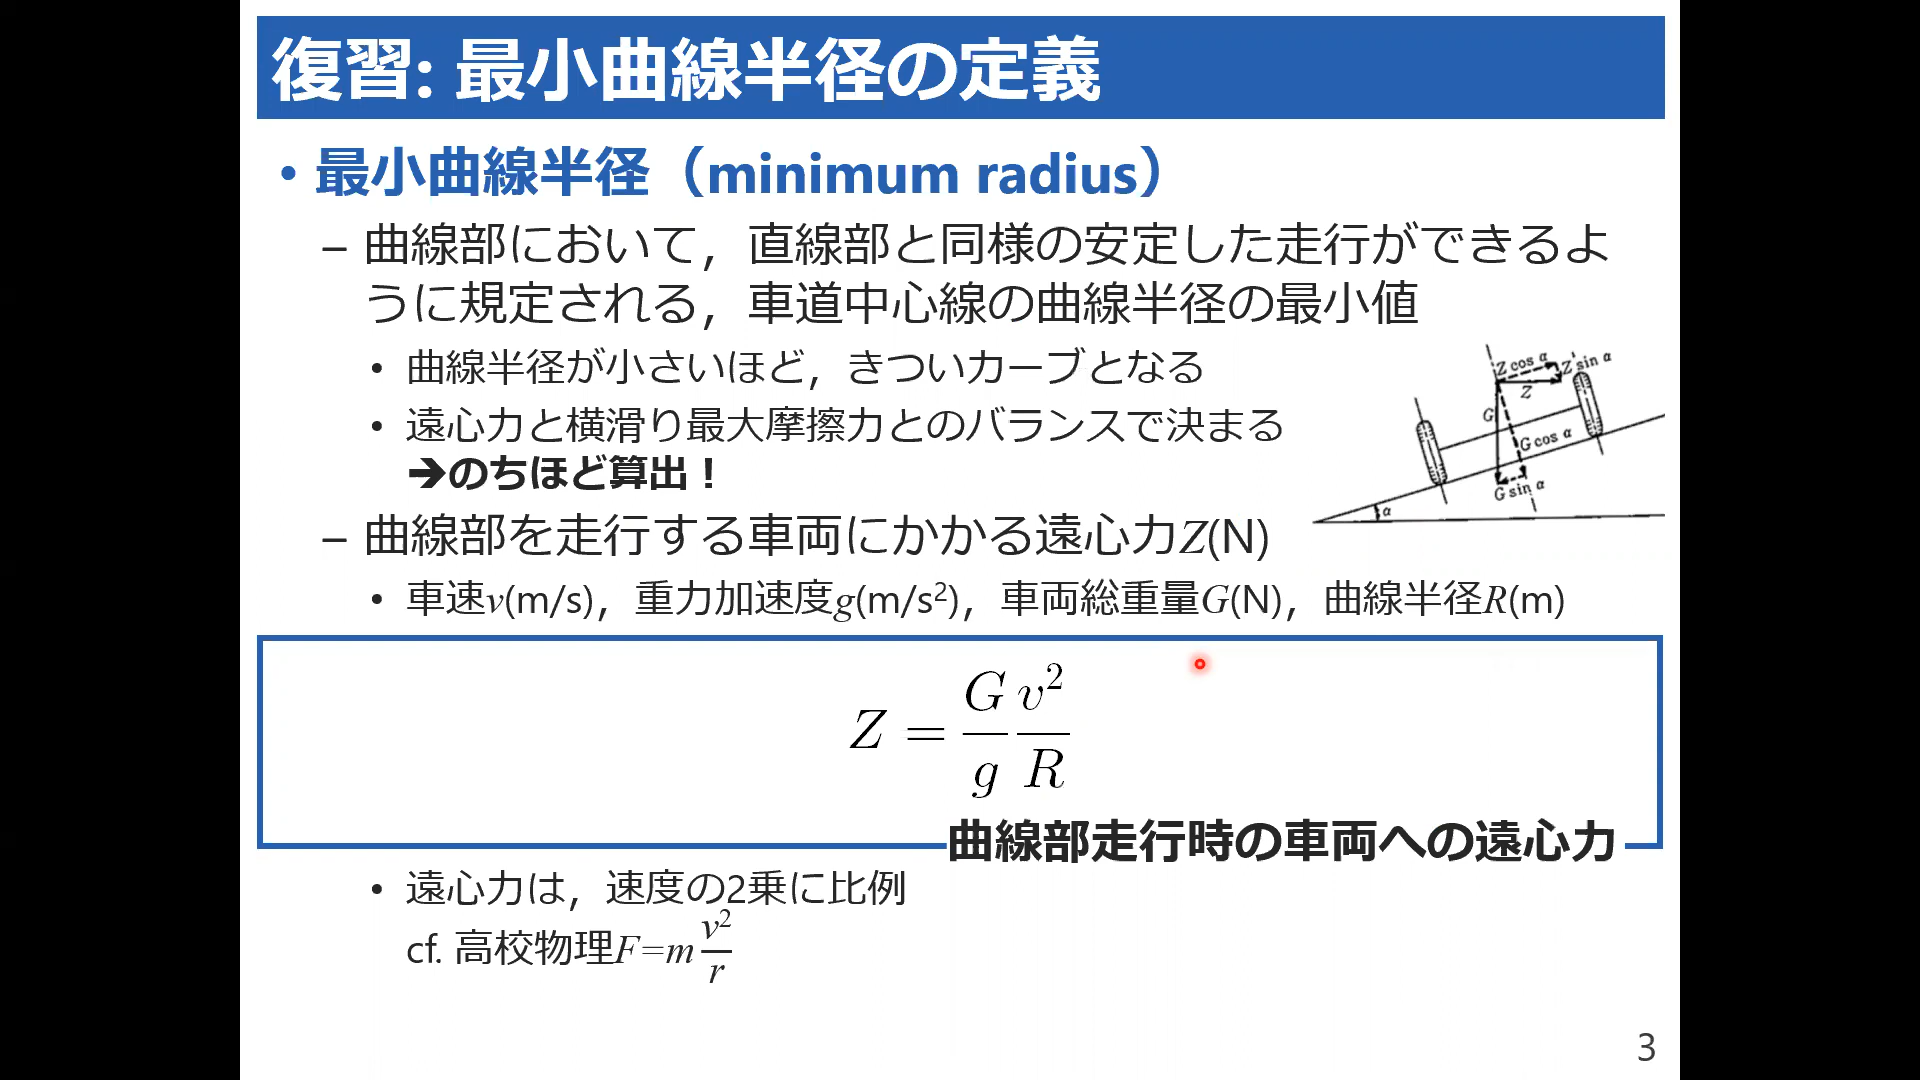 復習: 最小曲線半径の定義
• 最小曲線半径（minimum radius）
– 曲線部において，直線部と同様の安定した走行ができるよ
うに規定される，車道中心線の曲線半径の最小値
• 曲線半径が小さいほど，きついカーブとなる
• 遠心力と横滑り最大摩擦力とのバランスで決まる
➔のちほど算出！
Z cos α
Z sin α
Z
G
G cos α
G sin α
α
– 曲線部を走行する車両にかかる遠心力Z(N)
• 車速v(m/s)，重力加速度g(m/s²)，車両総重量G(N)，曲線半径R(m)
Z = G/g v²/R
曲線部走行時の車両への遠心力
• 遠心力は，速度の2乗に比例
cf. 高校物理F=m v²/r
3